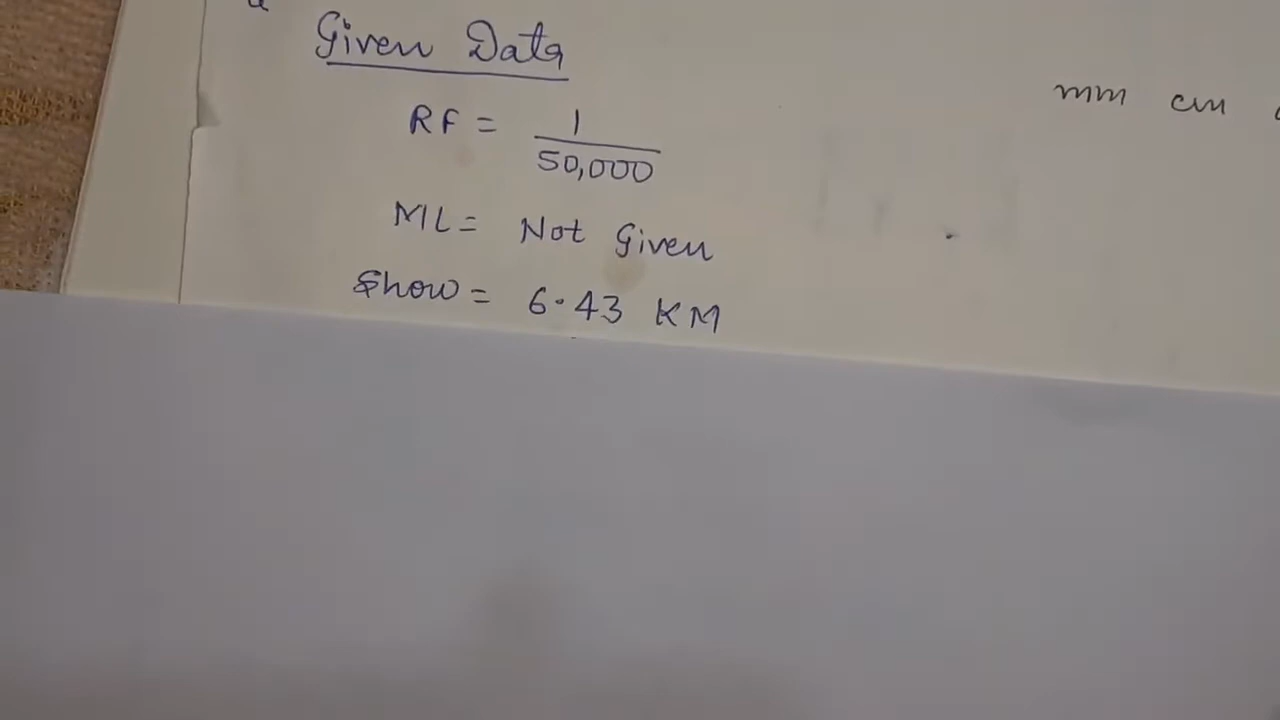 Given Data
mm cm
RF = 1/50,000
ML = Not Given
Show = 6.43 KM